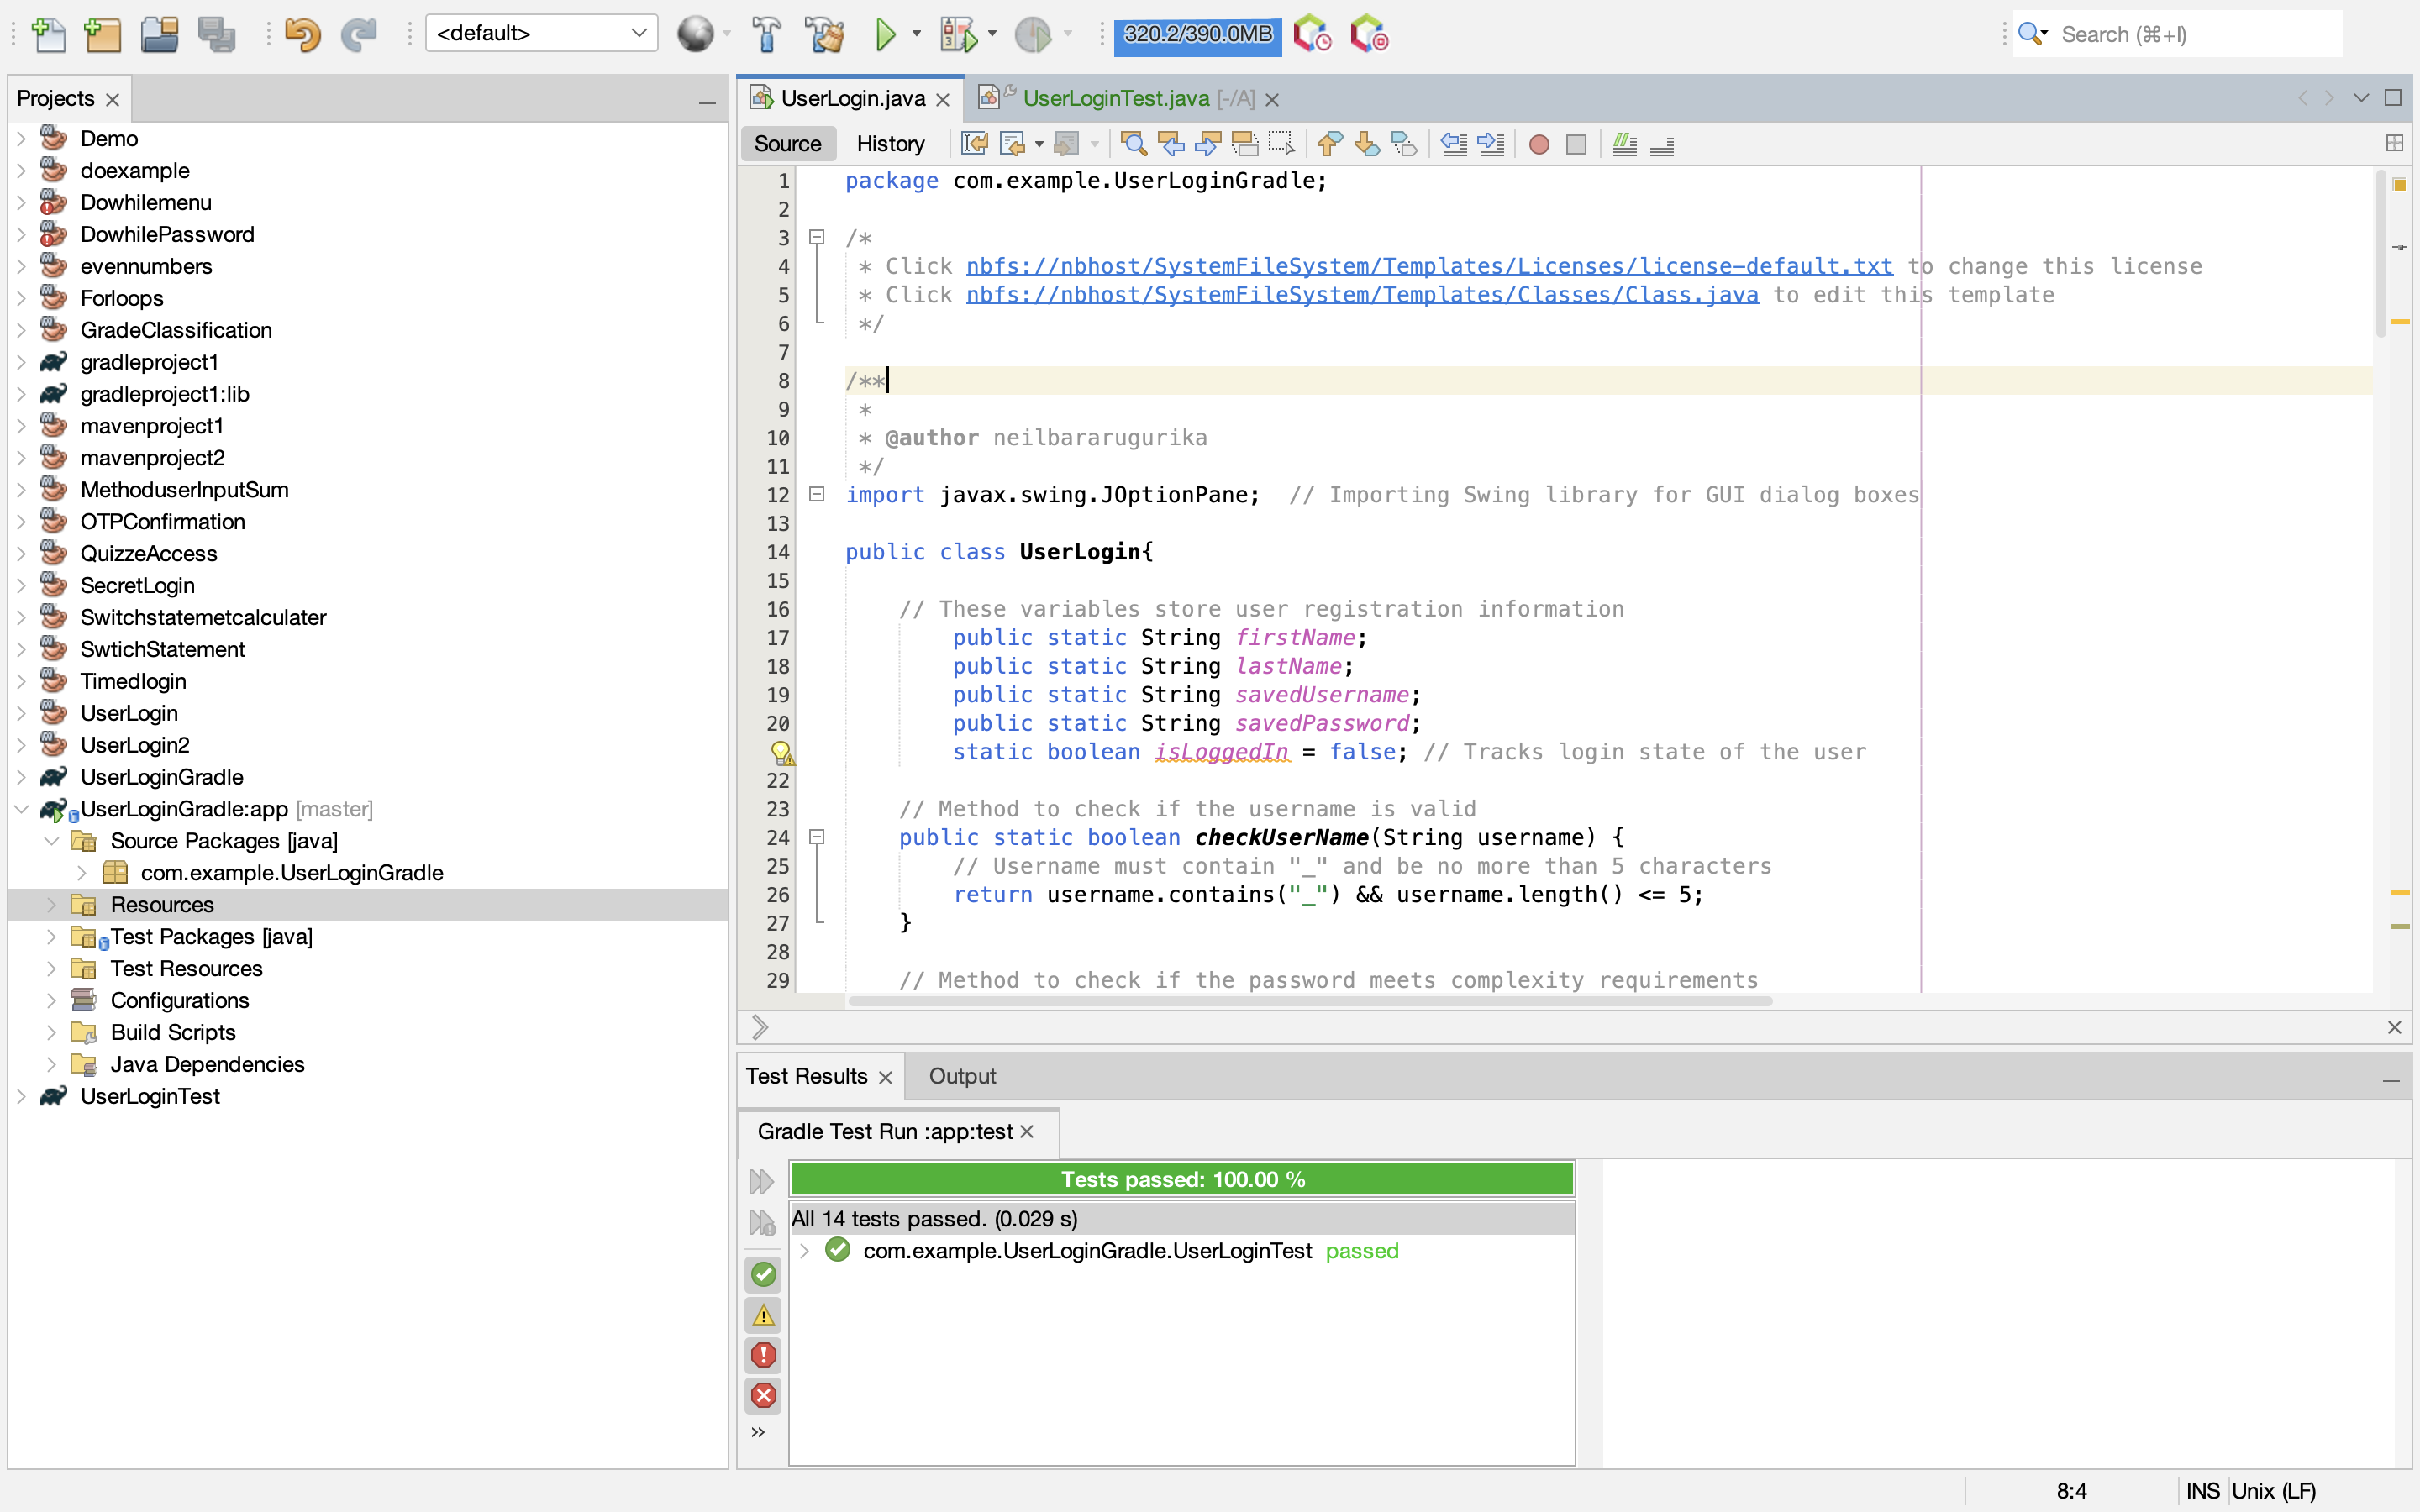 <default>
320.2/390.0MB
Search (⌘+I)
Projects
Demo
doexample
Dowhilemenu
DowhilePassword
evennumbers
Forloops
GradeClassification
gradleproject1
gradleproject1:lib
mavenproject1
mavenproject2
MethoduserInputSum
OTPConfirmation
QuizzeAccess
SecretLogin
Switchstatemetcalculater
SwtichStatement
Timedlogin
UserLogin
UserLogin2
UserLoginGradle
UserLoginGradle:app [master]
Source Packages [java]
com.example.UserLoginGradle
Resources
Test Packages [java]
Test Resources
Configurations
Build Scripts
Java Dependencies
UserLoginTest
UserLogin.java UserLoginTest.java [-/A]
Source History
1 package com.example.UserLoginGradle;
2
3 /*
4 * Click nbfs://nbhost/SystemFileSystem/Templates/Licenses/license-default.txt to change this license
5 * Click nbfs://nbhost/SystemFileSystem/Templates/Classes/Class.java to edit this template
6 */
7
8 /**
9 *
10 * @author neilbararugurika
11 */
12 import javax.swing.JOptionPane; // Importing Swing library for GUI dialog boxes
13
14 public class UserLogin{
15
16 // These variables store user registration information
17 public static String firstName;
18 public static String lastName;
19 public static String savedUsername;
20 public static String savedPassword;
static boolean isLoggedIn = false; // Tracks login state of the user
22
23 // Method to check if the username is valid
24 public static boolean checkUserName(String username) {
25 // Username must contain "_" and be no more than 5 characters
26 return username.contains("_") && username.length() <= 5;
27 }
28
29 // Method to check if the password meets complexity requirements
Test Results Output
Gradle Test Run :app:test
Tests passed: 100.00 %
All 14 tests passed. (0.029 s)
com.example.UserLoginGradle.UserLoginTest passed
8:4 INS Unix (LF)